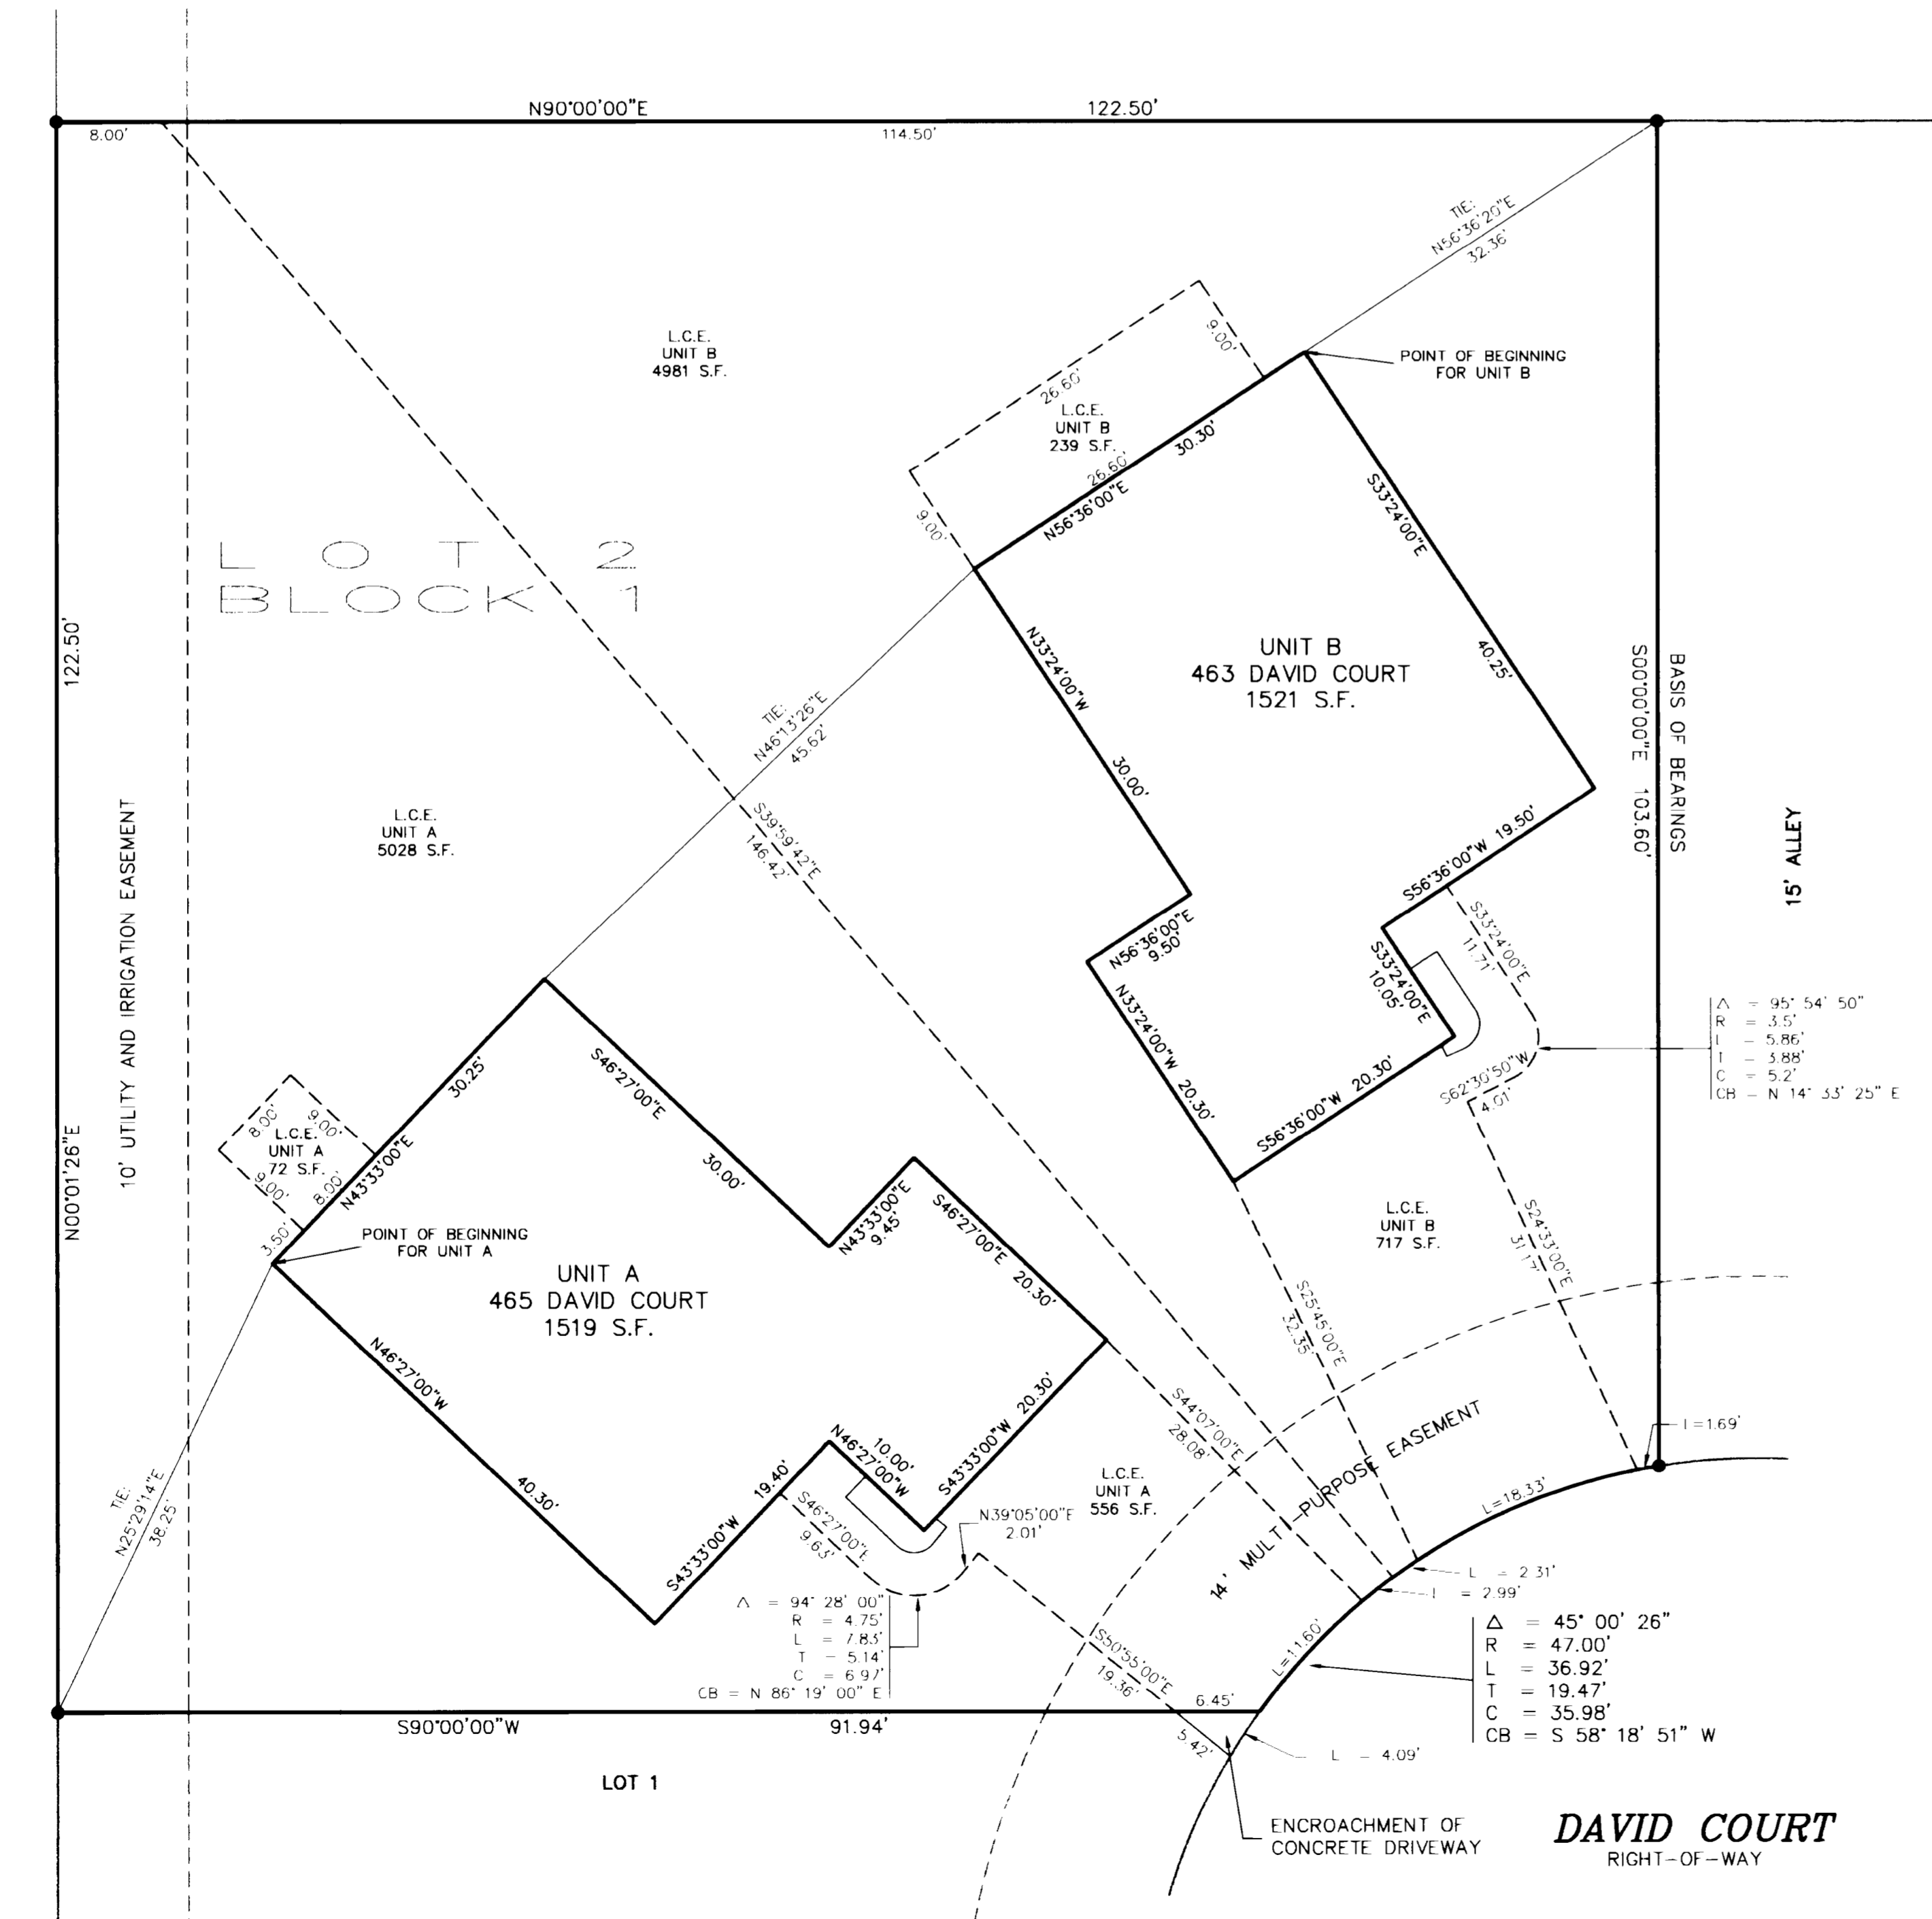 N90°00'00"E
122.50'
8.00'
114.50'
TIE:
N56°36'20"E
32.36'
L.C.E.
UNIT B
4981 S.F.
9.00'
26.60'
L.C.E.
UNIT B
239 S.F.
26.60'
30.30'
N56°36'00"E
9.00'
POINT OF BEGINNING
FOR UNIT B
S33°24'00"E
40.25'
LOT 2
BLOCK 1
122.50'
N00°01'26"E
10' UTILITY AND IRRIGATION EASEMENT
N33°24'00"W
30.00'
UNIT B
463 DAVID COURT
1521 S.F.
S00°00'00"E 103.60'
BASIS OF BEARINGS
15' ALLEY
TIE:
N46°13'26"E
45.62'
S39°59'42"E
146.42'
L.C.E.
UNIT A
5028 S.F.
S56°36'00"W 19.50'
N56°36'00"E
9.50'
S33°24'00"E
10.05'
S33°24'00"E
11.71'
N33°24'00"W 20.30'
S56°36'00"W 20.30'
S62°30'50"W
4.01'
Δ = 95° 54' 50"
R = 3.5'
L = 5.86'
T = 3.88'
C = 5.2'
CB = N 14° 33' 25" E
30.25'
S46°27'00"E
30.00'
8.00'
9.00'
L.C.E.
UNIT A
72 S.F.
9.00'
8.00'
N43°33'00"E
3.50'
POINT OF BEGINNING
FOR UNIT A
N43°33'00"E
9.45'
S46°27'00"E 20.30'
UNIT A
465 DAVID COURT
1519 S.F.
L.C.E.
UNIT B
717 S.F.
S24°33'00"E
31.17'
S25°45'00"E
32.35'
N46°27'00"W
40.30'
S43°33'00"W 20.30'
N46°27'00"W
10.00'
S43°33'00"W 19.40'
S46°27'00"E
9.63'
S44°07'00"E
28.08'
L.C.E.
UNIT A
556 S.F.
N39°05'00"E
2.01'
14' MULTI-PURPOSE EASEMENT
L=1.69'
L=18.33'
TIE:
N25°29'14"E
38.25'
L = 2.31'
L = 2.99'
Δ = 94° 28' 00"
R = 4.75'
L = 7.83'
T = 5.14'
C = 6.97'
CB = N 86° 19' 00" E
S50°55'00"E
19.36'
L=11.60'
Δ = 45° 00' 26"
R = 47.00'
L = 36.92'
T = 19.47'
C = 35.98'
CB = S 58° 18' 51" W
6.45'
S90°00'00"W
91.94'
5.42'
L = 4.09'
LOT 1
ENCROACHMENT OF
CONCRETE DRIVEWAY
DAVID COURT
RIGHT-OF-WAY